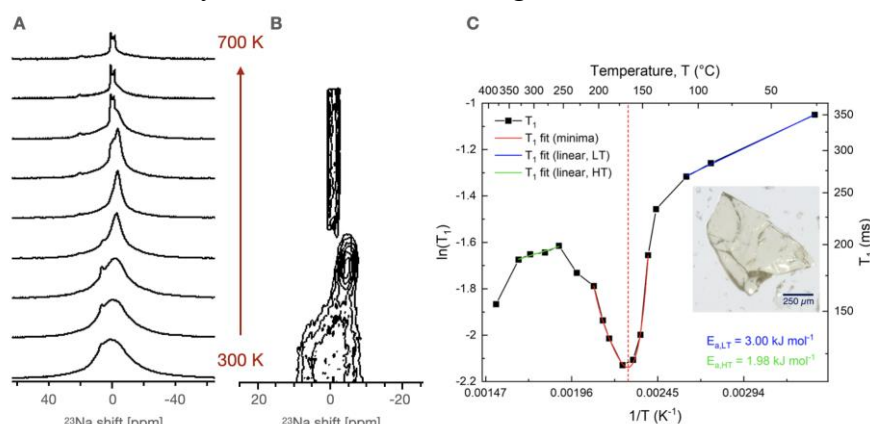 A
700 K
300 K
40 0 -40
²³Na shift [ppm]
B
25 0 -25
²³Na shift [ppm]
C
Temperature, T (°C)
400 350 300 250 200 150 100 50
T₁
T₁ fit (minima)
T₁ fit (linear, LT)
T₁ fit (linear, HT)
ln(T₁)
-1
-1.2
-1.4
-1.6
-1.8
-2
-2.2
350
300
250
200
150
T₁ (ms)
250 µm
Eₐ,LT = 3.00 kJ mol⁻¹
Eₐ,HT = 1.98 kJ mol⁻¹
0.00147 0.00196 0.00245 0.00294
1/T (K⁻¹)